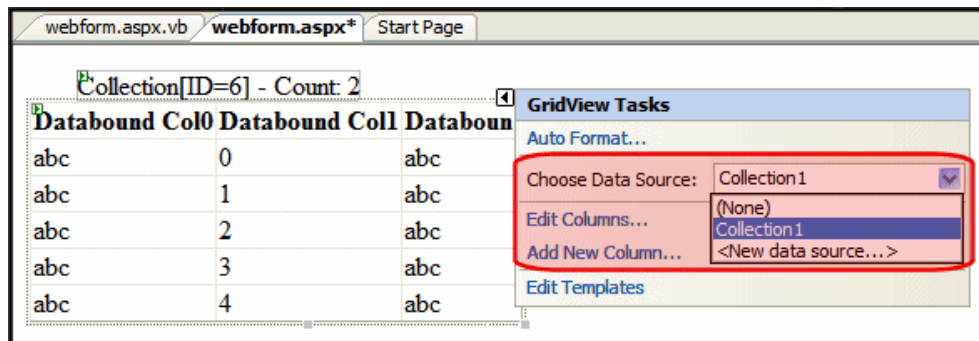 webform.aspx.vb webform.aspx* Start Page
Collection[ID=6] - Count: 2
Databound Col0 Databound Col1 Databoun
abc 0 abc
abc 1 abc
abc 2 abc
abc 3 abc
abc 4 abc
GridView Tasks
Auto Format...
Choose Data Source: Collection1
(None)
Collection1
<New data source...>
Edit Columns...
Add New Column...
Edit Templates